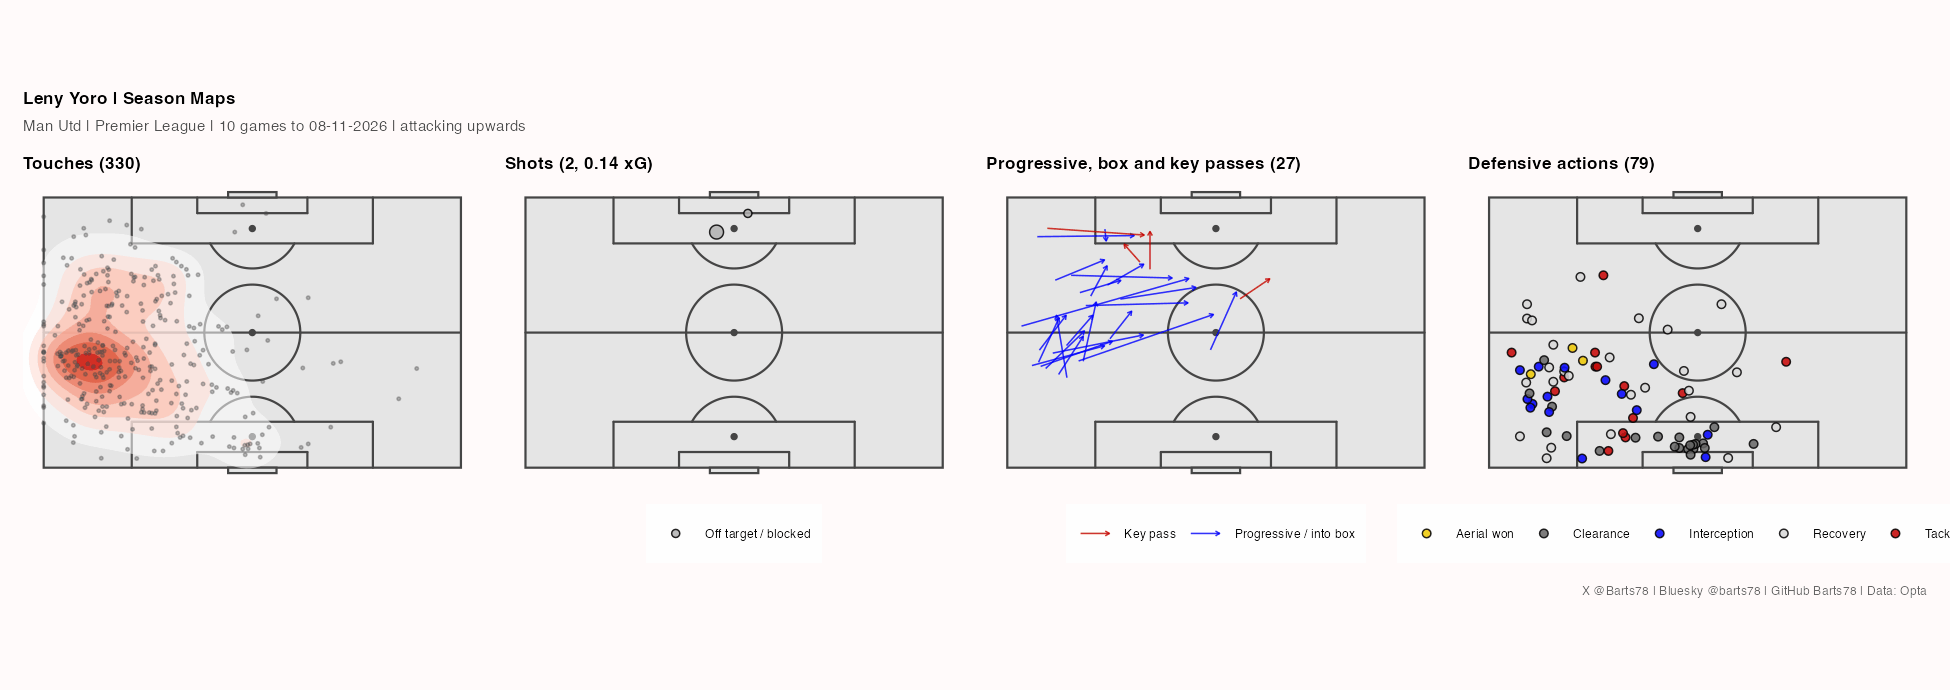 Leny Yoro | Season Maps
Man Utd | Premier League | 10 games to 08-11-2026 | attacking upwards
Touches (330)
Shots (2, 0.14 xG)
Progressive, box and key passes (27)
Defensive actions (79)
Off target / blocked
Key pass
Progressive / into box
Aerial won
Clearance
Interception
Recovery
Tack
X @Barts78 | Bluesky @barts78 | GitHub Barts78 | Data: Opta